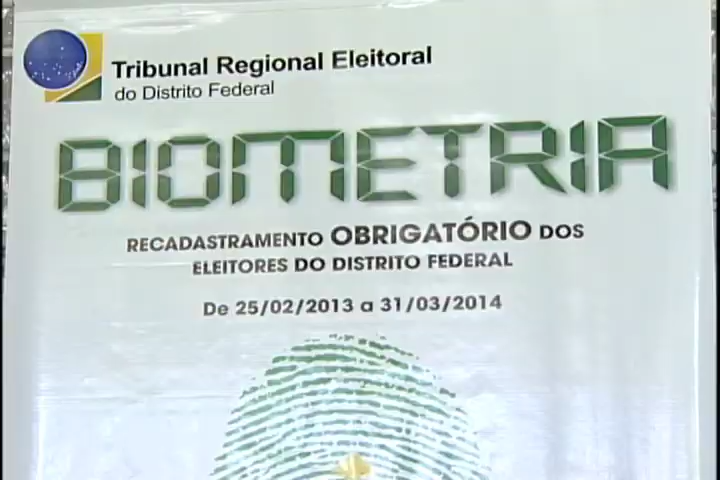 Tribunal Regional Eleitoral
do Distrito Federal
BIOMETRIA
RECADASTRAMENTO OBRIGATÓRIO DOS
ELEITORES DO DISTRITO FEDERAL
De 25/02/2013 a 31/03/2014